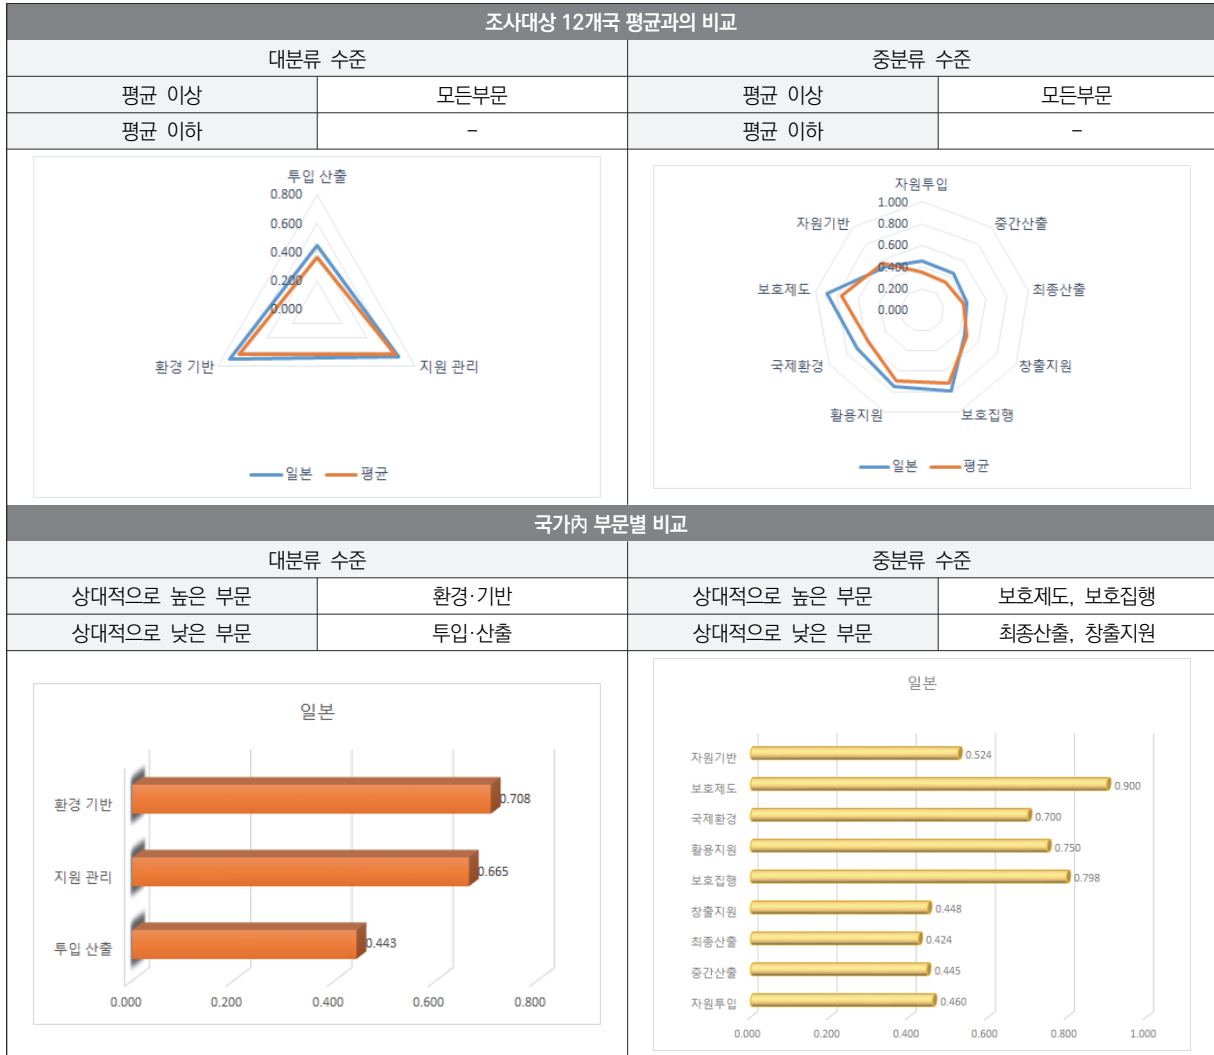 조사대상 12개국 평균과의 비교
대분류 수준
중분류 수준
평균 이상
모든부문
평균 이상
모든부문
평균 이하
-
평균 이하
-
투입 산출
0.800
0.600
0.400
0.200
0.000
환경 기반
지원 관리
일본
평균
자원투입
1.000
0.800
0.600
0.400
0.200
0.000
중간산출
최종산출
창출지원
보호집행
활용지원
국제환경
보호제도
자원기반
일본
평균
국가內 부문별 비교
대분류 수준
중분류 수준
상대적으로 높은 부문
환경·기반
상대적으로 높은 부문
보호제도, 보호집행
상대적으로 낮은 부문
투입·산출
상대적으로 낮은 부문
최종산출, 창출지원
일본
환경 기반
0.708
지원 관리
0.665
투입 산출
0.443
0.000 0.200 0.400 0.600 0.800
일본
자원기반
0.524
보호제도
0.900
국제환경
0.700
활용지원
0.750
보호집행
0.798
창출지원
0.448
최종산출
0.424
중간산출
0.445
자원투입
0.460
0.000 0.200 0.400 0.600 0.800 1.000